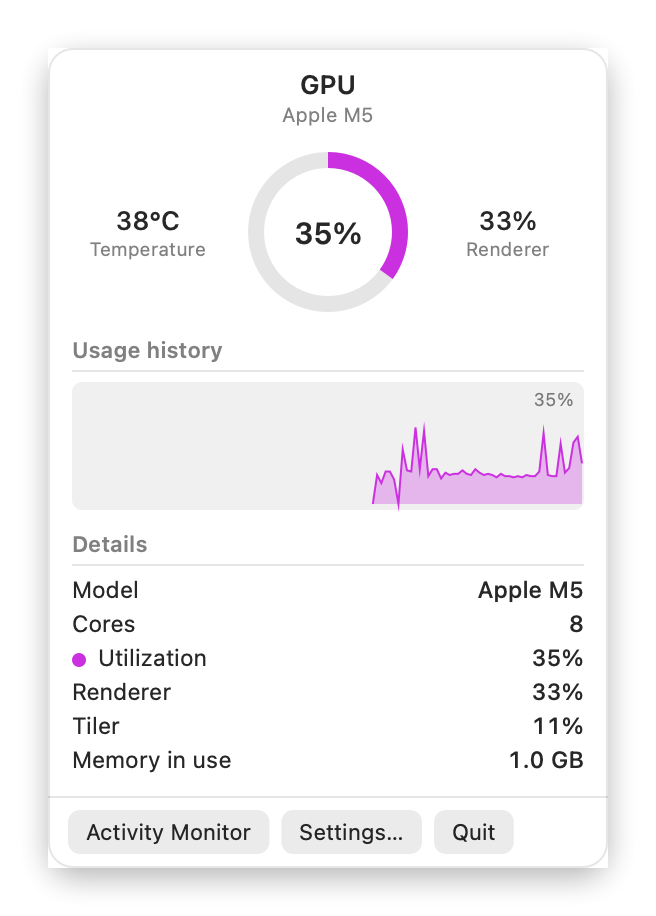 GPU
Apple M5
38°C
Temperature
35%
33%
Renderer
Usage history
35%
Details
Model Apple M5
Cores 8
Utilization 35%
Renderer 33%
Tiler 11%
Memory in use 1.0 GB
Activity Monitor Settings... Quit